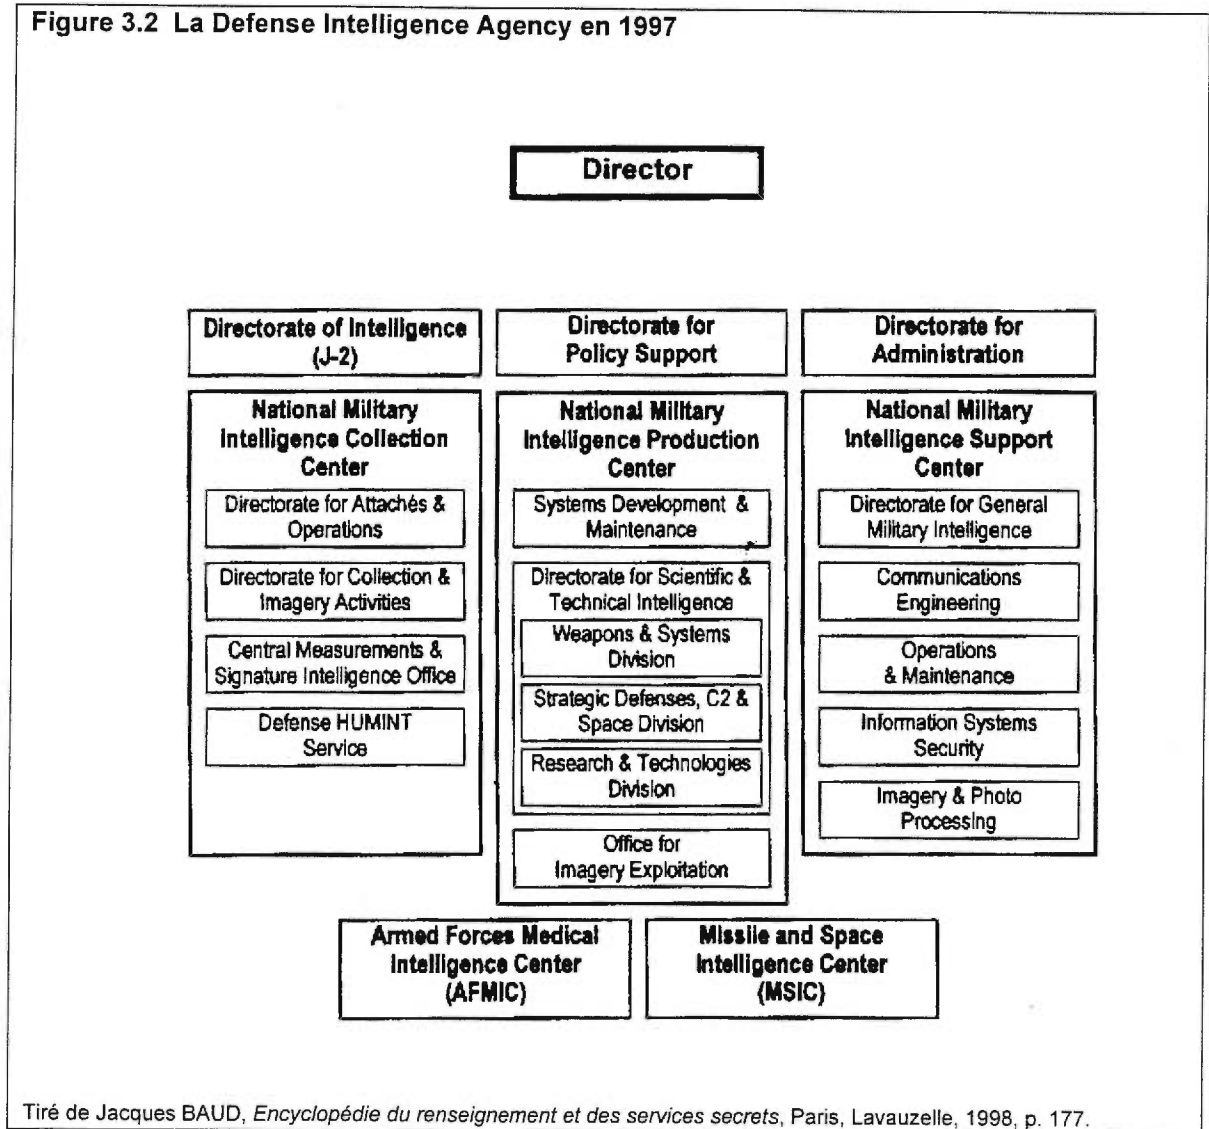 Figure 3.2 La Defense Intelligence Agency en 1997
Director
Directorate of Intelligence
(J-2)
Directorate for
Policy Support
Directorate for
Administration
National Military
Intelligence Collection
Center
Directorate for Attachés &
Operations
Directorate for Collection &
Imagery Activities
Central Measurements &
Signature Intelligence Office
Defense HUMINT
Service
National Military
Intelligence Production
Center
Systems Development &
Maintenance
Directorate for Scientific &
Technical Intelligence
Weapons & Systems
Division
Strategic Defenses, C2 &
Space Division
Research & Technologies
Division
Office for
Imagery Exploitation
National Military
Intelligence Support
Center
Directorate for General
Military Intelligence
Communications
Engineering
Operations
& Maintenance
Information Systems
Security
Imagery & Photo
Processing
Armed Forces Medical
Intelligence Center
(AFMIC)
Missile and Space
Intelligence Center
(MSIC)
Tiré de Jacques BAUD, Encyclopédie du renseignement et des services secrets, Paris, Lavauzelle, 1998, p. 177.